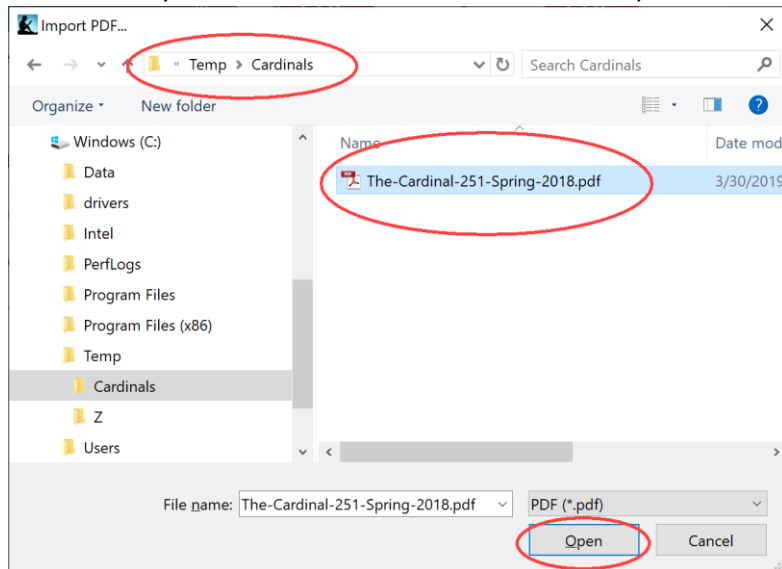 Import PDF...
« Temp > Cardinals
Search Cardinals
Organize
New folder
Windows (C:)
Data
drivers
Intel
PerfLogs
Program Files
Program Files (x86)
Temp
Cardinals
Z
Users
Name
Date mod
The-Cardinal-251-Spring-2018.pdf
3/30/2019
File name: The-Cardinal-251-Spring-2018.pdf
PDF (*.pdf)
Open
Cancel